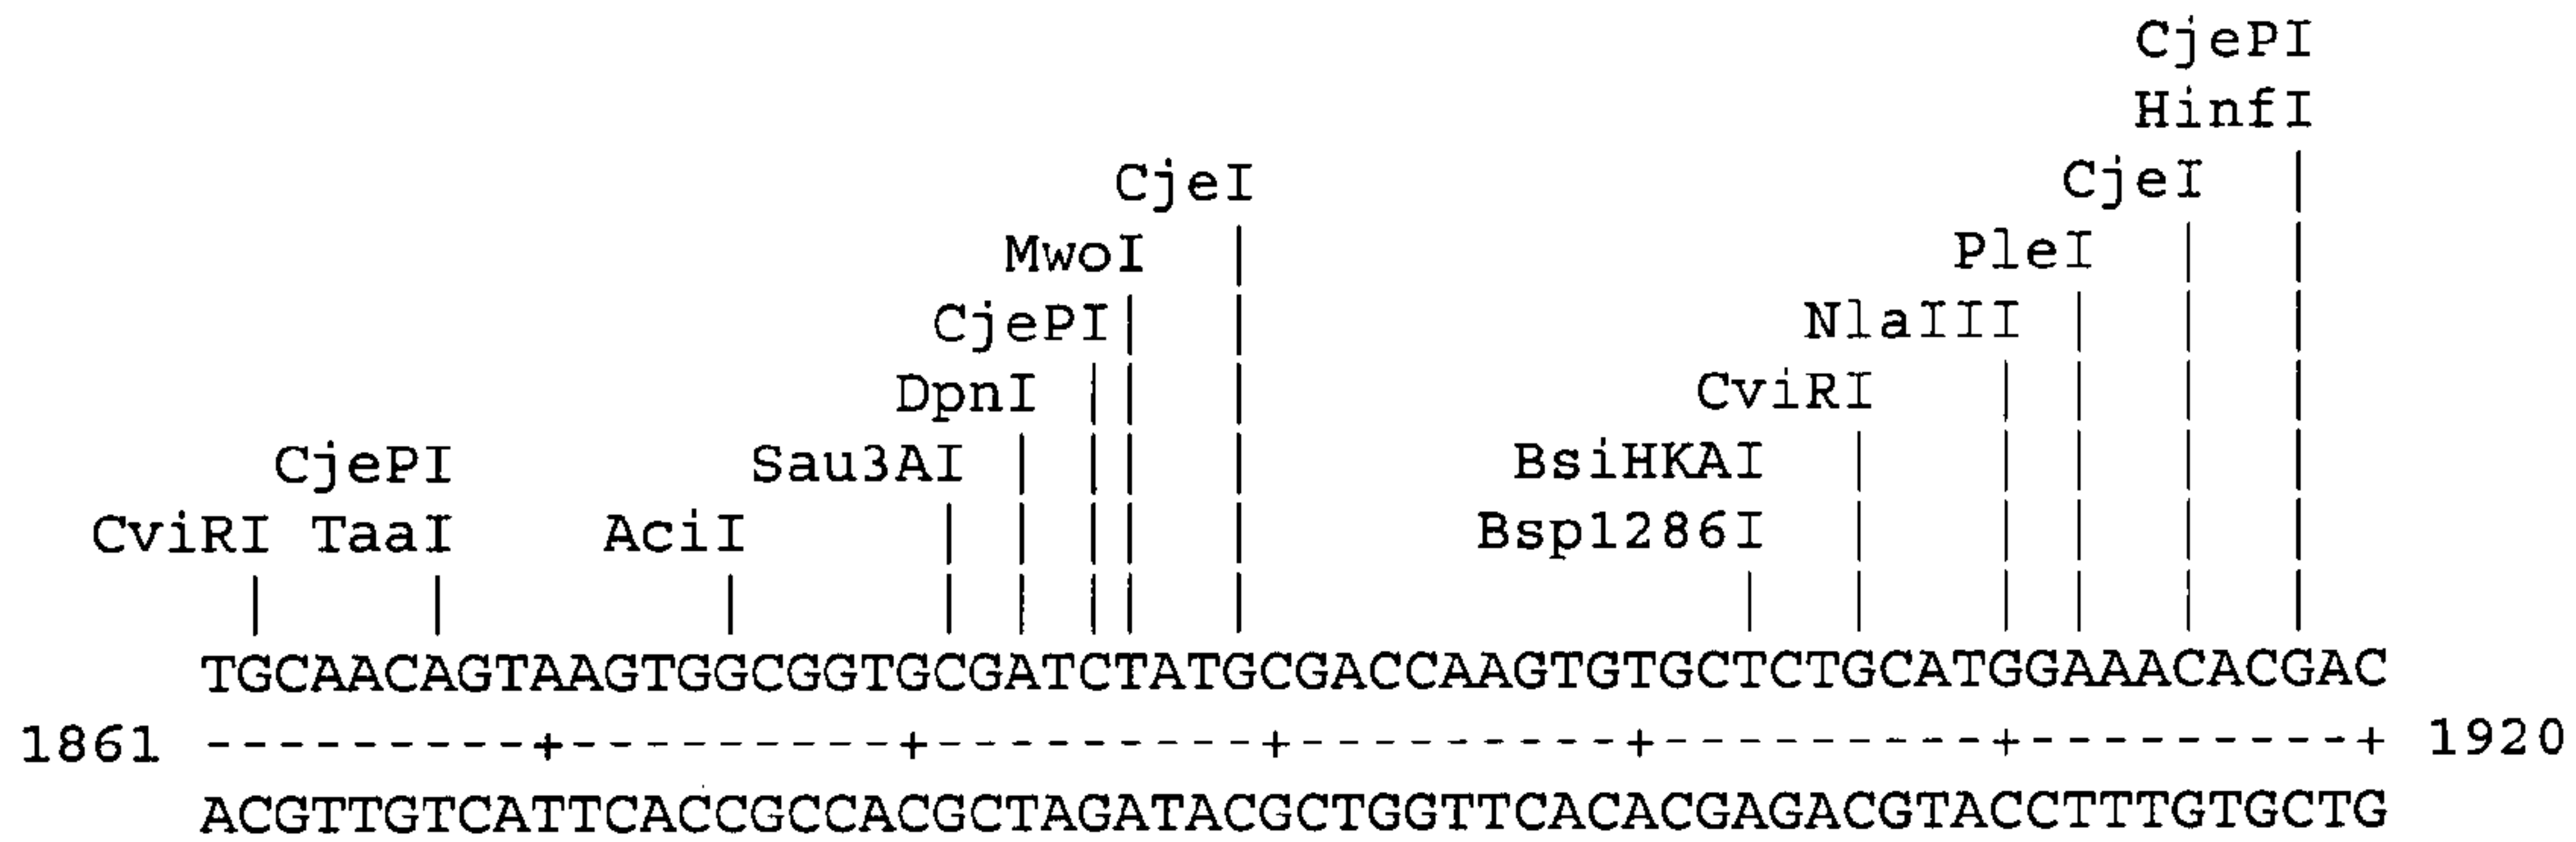 CjePI
HinfI
CjeI CjeI
MwoI PleI
CjePI NlaIII
DpnI CviRI
CjePI Sau3AI BsiHKAI
CviRI TaaI AciI Bsp1286I
TGCAACAGTAAGTGGCGGTGCGATCTATGCGACCAAGTGTGCTCTGCATGGAAACACGAC
1861 ---------+---------+---------+---------+---------+---------+ 1920
ACGTTGTCATTCACCGCCACGCTAGATACGCTGGTTCACACGAGACGTACCTTTGTGCTG